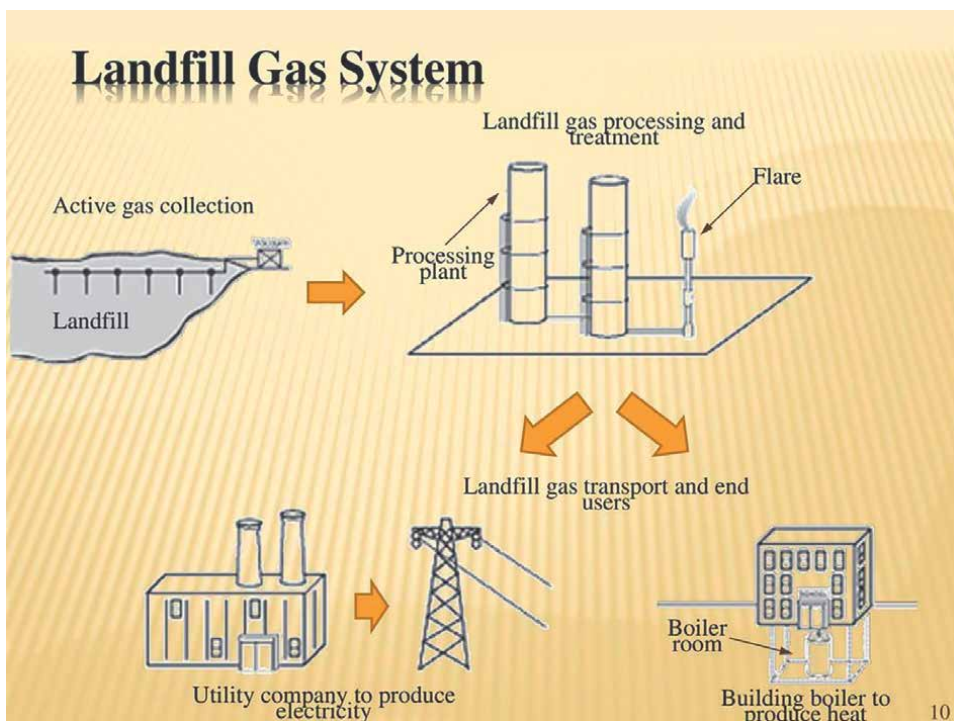 Landfill Gas System
Landfill gas processing and
treatment
Flare
Active gas collection
Processing
plant
Landfill
Landfill gas transport and end
users
Boiler
room
Utility company to produce
electricity
Building boiler to
produce heat
10